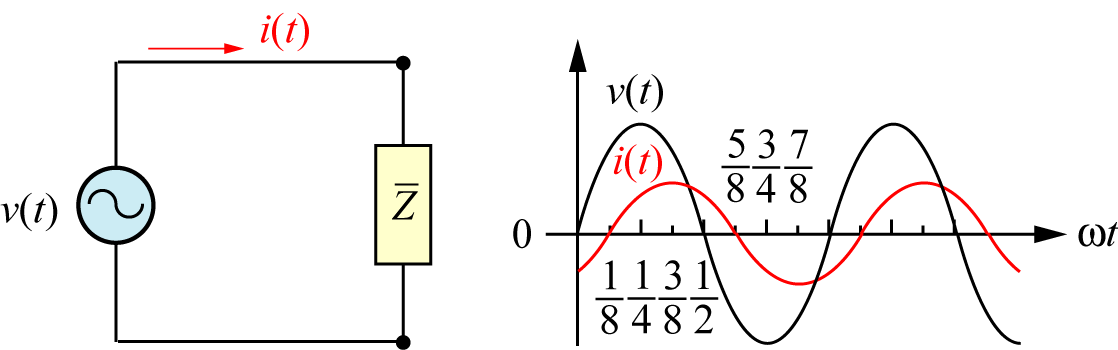 i(t)
v(t)
Z̅
v(t)
i(t)
5/8 3/4 7/8
0
ωt
1/8 1/4 3/8 1/2